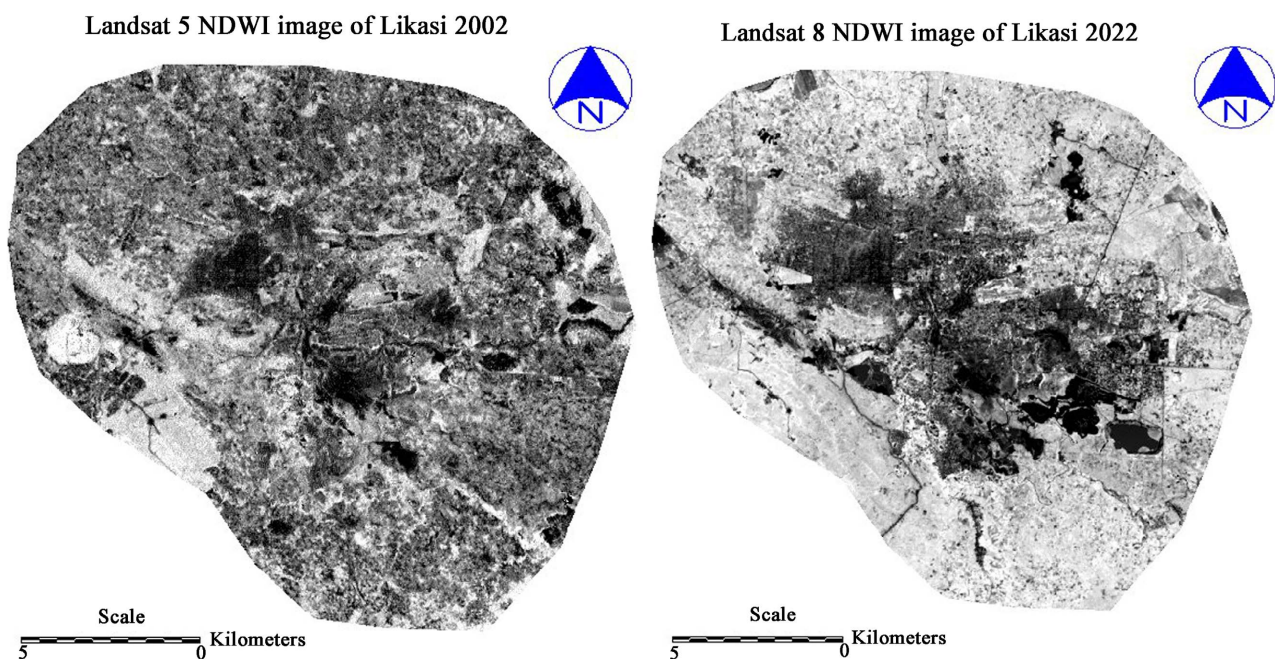 Landsat 5 NDWI image of Likasi 2002
Landsat 8 NDWI image of Likasi 2022
N
N
Scale
5 0 Kilometers
Scale
5 0 Kilometers